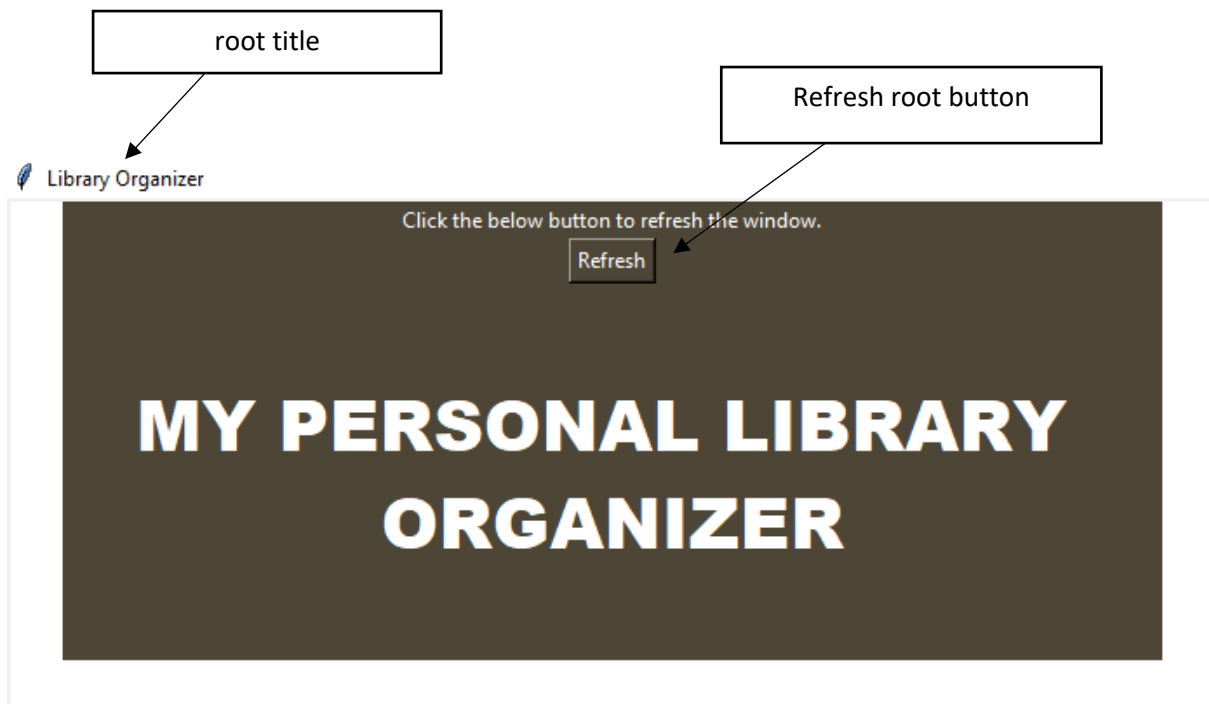 root title
Refresh root button
Library Organizer
Click the below button to refresh the window.
Refresh
MY PERSONAL LIBRARY
ORGANIZER